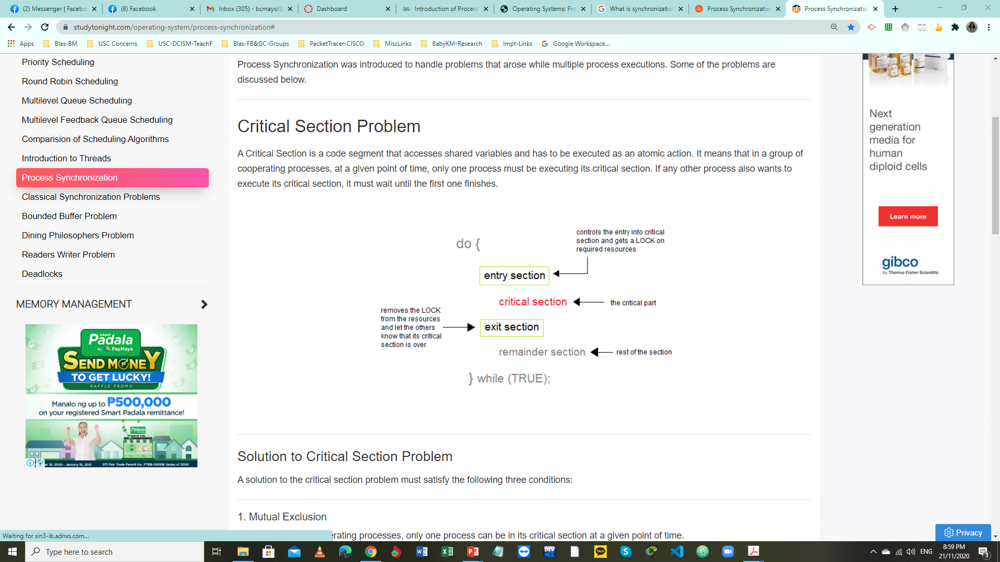 (2) Messenger | Facebo
(8) Facebook
Inbox (305) - bcmayol@
Dashboard
Introduction of Process
Operating Systems: Pro
What is synchronization
Process Synchronizatio
Process Synchronizatio
studytonight.com/operating-system/process-synchronization#
Apps
Blas-BM
USC Concerns
USC-DCISM-TeachF
Blas-FB&GC-Groups
PacketTracer-CISCO
MiscLinks
BabyKM-Research
Impt-Links
Google Workspace...
Priority Scheduling
Round Robin Scheduling
Multilevel Queue Scheduling
Multilevel Feedback Queue Scheduling
Comparision of Scheduling Algorithms
Introduction to Threads
Process Synchronization
Classical Synchronization Problems
Bounded Buffer Problem
Dining Philosophers Problem
Readers Writer Problem
Deadlocks
MEMORY MANAGEMENT
SMART
Padala
by PayMaya
SEND MONEY
TO GET LUCKY!
RAFFLE PROMO
Manalo ng up to ₱500,000
on your registered Smart Padala remittance!
Padala
er 15, 2020 - January 15, 2021
DTI Fair Trade Permit No. FTEB-105106 Series of 2020
Process Synchronization was introduced to handle problems that arose while multiple process executions. Some of the problems are
discussed below.
Critical Section Problem
A Critical Section is a code segment that accesses shared variables and has to be executed as an atomic action. It means that in a group of
cooperating processes, at a given point of time, only one process must be executing its critical section. If any other process also wants to
execute its critical section, it must wait until the first one finishes.
do {
controls the entry into critical
section and gets a LOCK on
required resources
entry section
critical section
the critical part
removes the LOCK
from the resources
and let the others
know that its critical
section is over
exit section
remainder section
rest of the section
} while (TRUE);
Solution to Critical Section Problem
A solution to the critical section problem must satisfy the following three conditions:
1. Mutual Exclusion
erating processes, only one process can be in its critical section at a given point of time.
Next
generation
media for
human
diploid cells
Learn more
gibco
by Thermo Fisher Scientific
Privacy
Waiting for sin3-ib.adnxs.com...
Type here to search
DEV
TALK
ENG
8:59 PM
21/11/2020
3